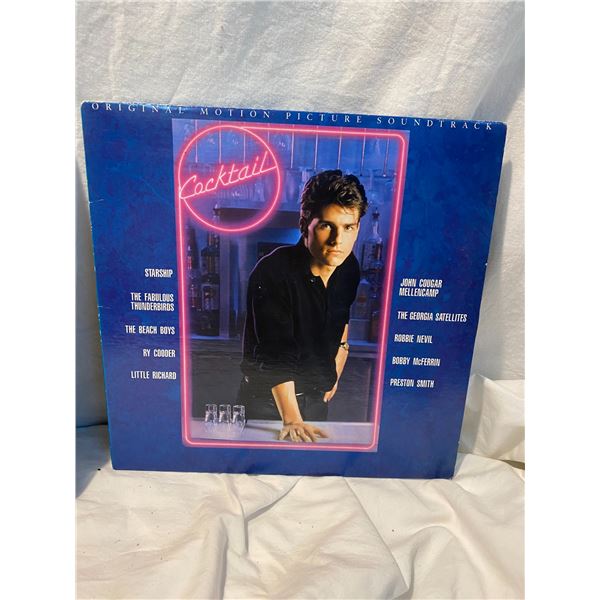 ORIGINAL MOTION PICTURE SOUNDTRACK
Cocktail
STARSHIP
THE FABULOUS
THUNDERBIRDS
THE BEACH BOYS
RY COODER
LITTLE RICHARD
JOHN COUGAR
MELLENCAMP
THE GEORGIA SATELLITES
ROBBIE NEVIL
BOBBY McFERRIN
PRESTON SMITH